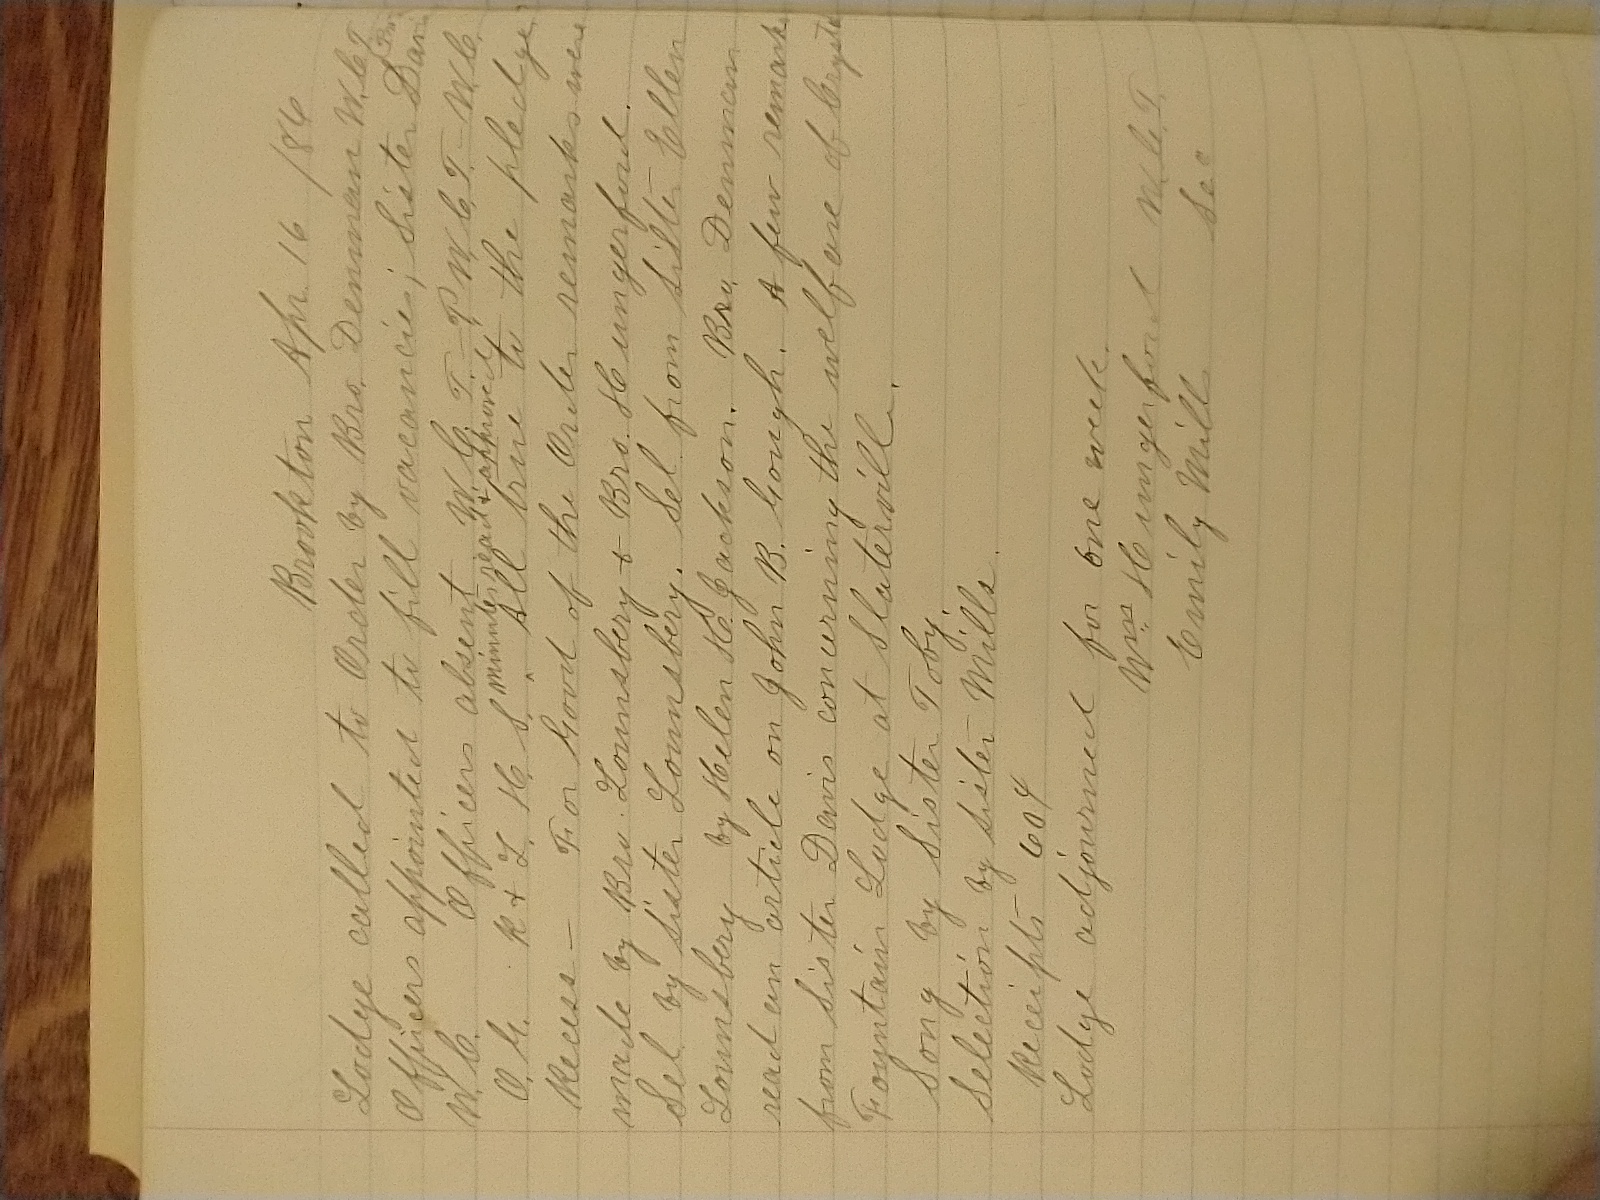 Brookton Apr. 16 /86
Lodge called to Order by Bro. Denman W.C.T.
Officers appointed to fill vacancies; Sister Davis
W.C. Officers absent. W.C.T. – P.W.C.T. – W.C.
minutes read & approved
O.G. R & L. H. S. ‸ All true to the pledge
Recess – For Good of the Order remarks were
made by Bro. Lounsbery & Bro. Hungerford.
Sel. by Sister Lounsbery. Sel. from Sister Ellen
Lounsbery by Helen H. Jackson. Bro. Denman
read an article on John B. Gough. A few remarks
from Sister Davis concerning the welfare of Crystal
Fountain Lodge at Slaterville.
Song by Sister Toby.
Selection by Sister Mills.
Receipts 60¢
Lodge adjourned for one week.
Wm Hungerford W.C.T.
Emily Mills Sec